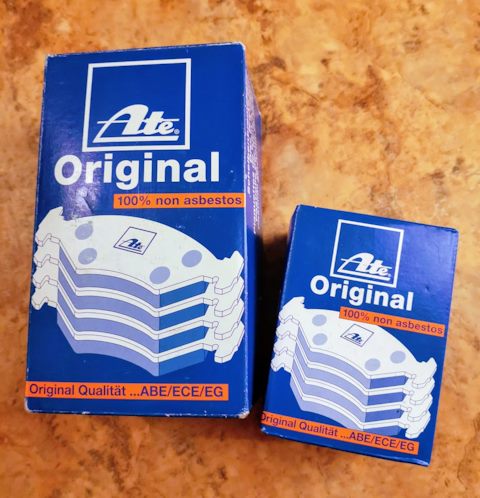 Ate®
Original
100% non asbestos
Ate
Original Qualität ...ABE/ECE/EG
Ate
Original
100% non asbestos
Ate
Original Qualität ...ABE/ECE/EG